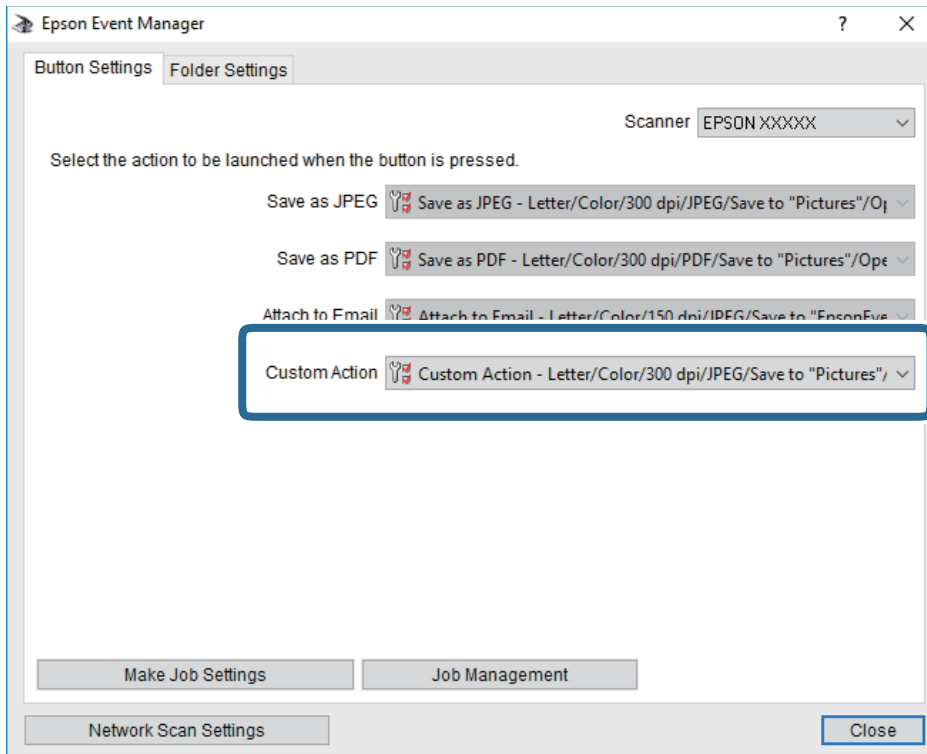 Epson Event Manager
Button Settings Folder Settings
Scanner EPSON XXXXX
Select the action to be launched when the button is pressed.
Save as JPEG Save as JPEG - Letter/Color/300 dpi/JPEG/Save to "Pictures"/Op
Save as PDF Save as PDF - Letter/Color/300 dpi/PDF/Save to "Pictures"/Ope
Attach to Email Attach to Email - Letter/Color/150 dpi/JPEG/Save to "EpsonEve
Custom Action Custom Action - Letter/Color/300 dpi/JPEG/Save to "Pictures"/
Make Job Settings Job Management
Network Scan Settings Close